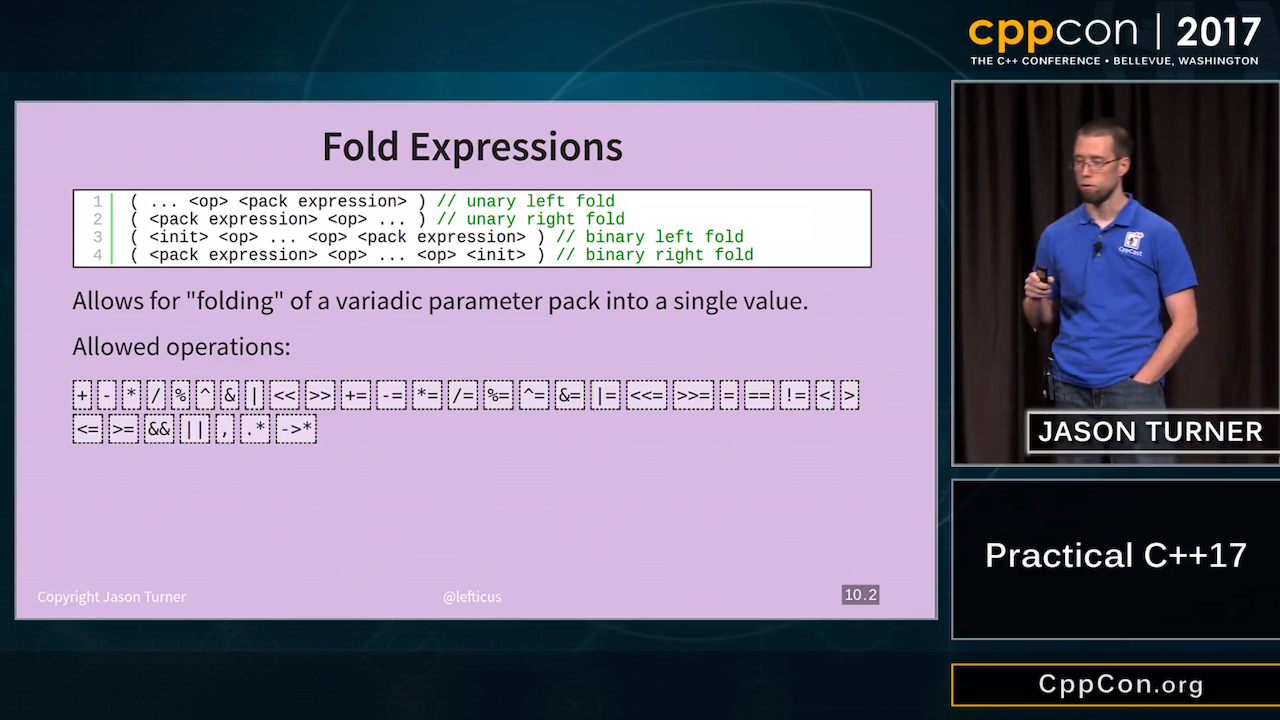 cppcon | 2017
THE C++ CONFERENCE • BELLEVUE, WASHINGTON
Fold Expressions
1 ( ... <op> <pack expression> ) // unary left fold
2 ( <pack expression> <op> ... ) // unary right fold
3 ( <init> <op> ... <op> <pack expression> ) // binary left fold
4 ( <pack expression> <op> ... <op> <init> ) // binary right fold
Allows for "folding" of a variadic parameter pack into a single value.
Allowed operations:
+ - * / % ^ & | << >> += -= *= /= %= ^= &= |= <<= >>= = == != < >
<= >= && || , .* ->*
Copyright Jason Turner
@lefticus
10.2
CppCast
JASON TURNER
Practical C++17
CppCon.org